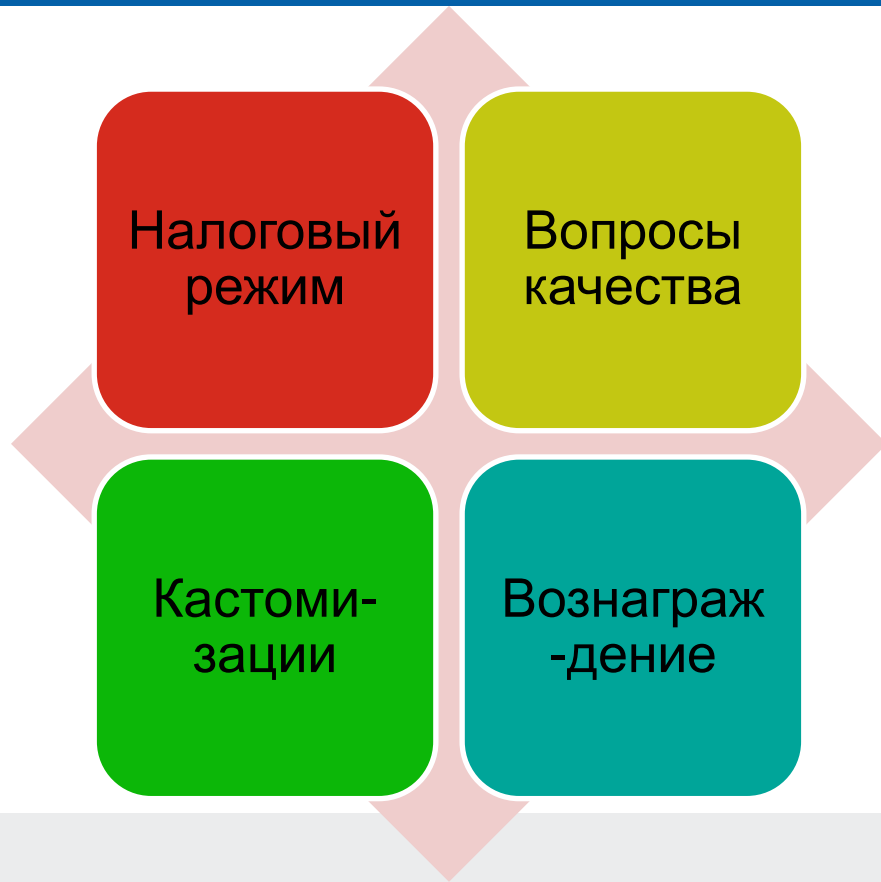 Налоговый
режим
Вопросы
качества
Кастоми-
зации
Вознаграж
-дение